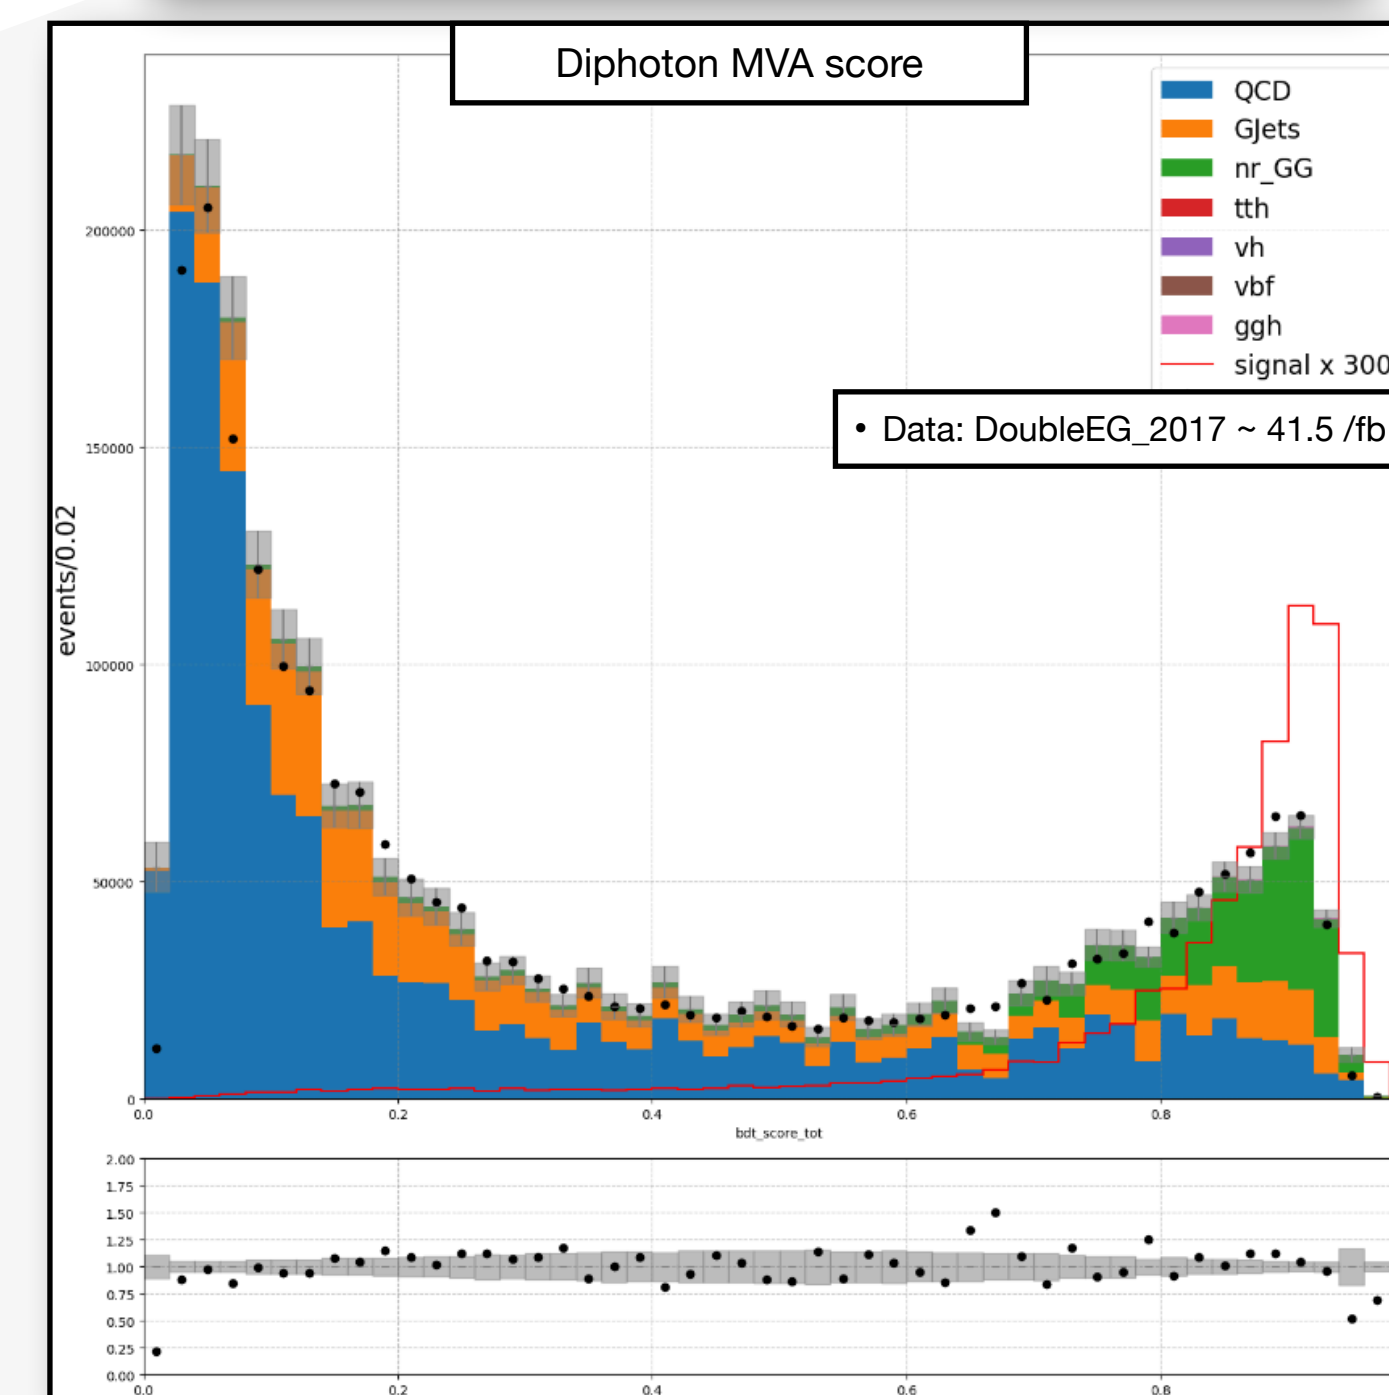 Diphoton MVA score
QCD
GJets
nr_GG
tth
vh
vbf
ggh
signal x 300
• Data: DoubleEG_2017 ~ 41.5 /fb
events/0.02
200000
150000
100000
50000
0
0.0 0.2 0.4 0.6 0.8
bdt_score_tot
2.00
1.75
1.50
1.25
1.00
0.75
0.50
0.25
0.00
0.0 0.2 0.4 0.6 0.8